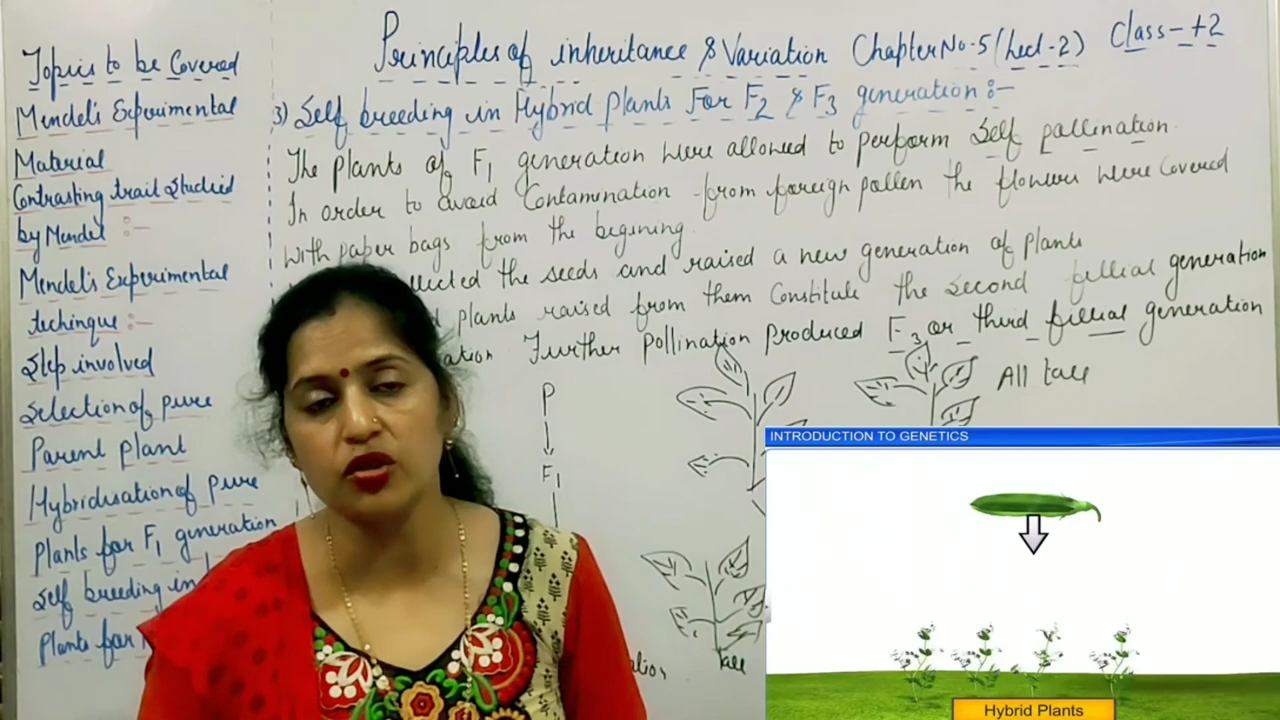 Principles of inheritance & Variation Chapter No.5 (Lect-2) Class-+2
Topics to be Covered
Mendel's Experimental
Material
Contrasting trait Studied
by Mendel :-
Mendel's Experimental
techinque :-
Step involved
Selection of pure
Parent plant
Hybridisation of pure
Plants for F1 generation
Self breeding in
Plants for
3) Self breeding in Hybrid plants For F2 & F3 generation :-
The plants of F1 generation were allowed to perform Self pollination.
In order to avoid Contamination from foreign pollen the flowers were Covered
with paper bags from the begining.
the seeds and raised a new generation of plants
plants raised from them Constitute the Second fillial generation
Further pollination produced F3 or third fillial generation
P
F1
All tall
tall
INTRODUCTION TO GENETICS
Hybrid Plants